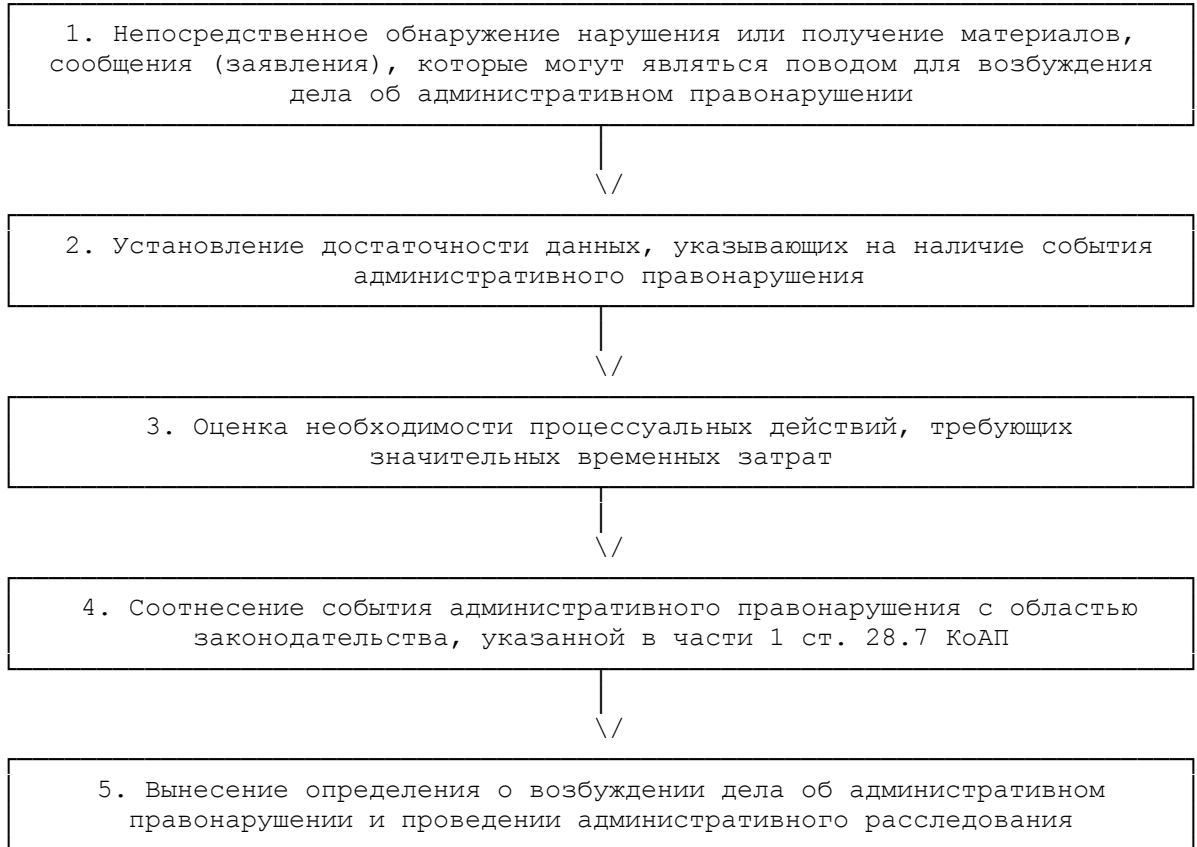 1. Непосредственное обнаружение нарушения или получение материалов,
сообщения (заявления), которые могут являться поводом для возбуждения
дела об административном правонарушении
\/
2. Установление достаточности данных, указывающих на наличие события
административного правонарушения
\/
3. Оценка необходимости процессуальных действий, требующих
значительных временных затрат
\/
4. Соотнесение события административного правонарушения с областью
законодательства, указанной в части 1 ст. 28.7 КоАП
\/
5. Вынесение определения о возбуждении дела об административном
правонарушении и проведении административного расследования